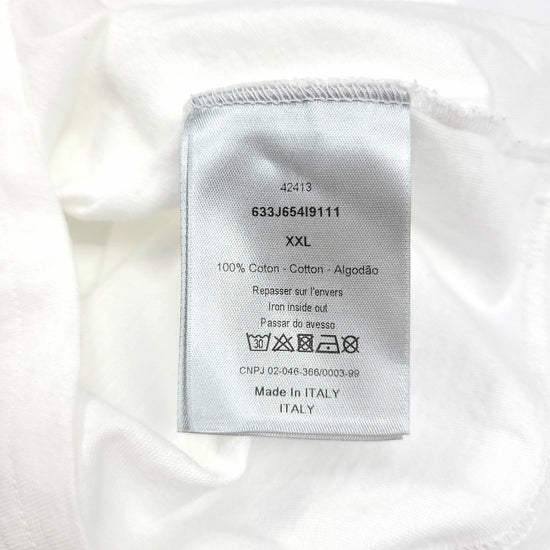 42413
633J654I9111
XXL
100% Coton - Cotton - Algodão
Repasser sur l'envers
Iron inside out
Passar do avesso
30
CNPJ 02-046-366/0003-99
Made In ITALY
ITALY